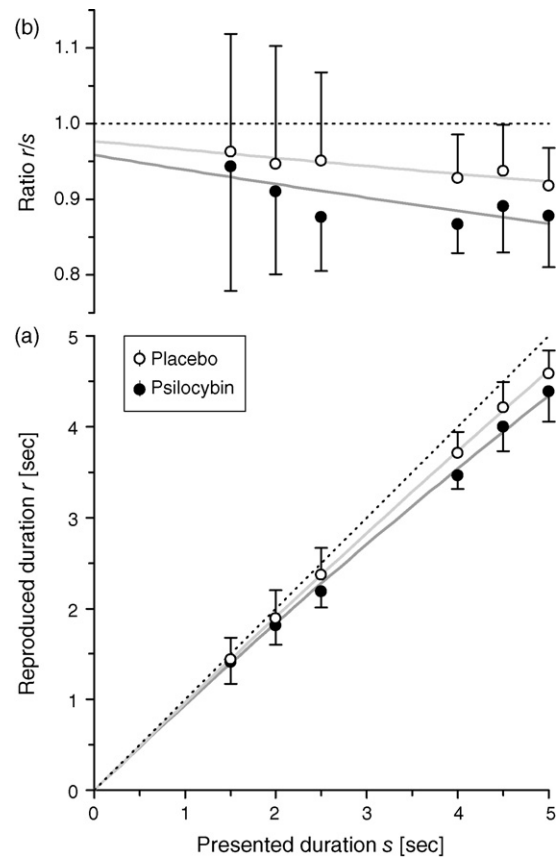 (b)
1.1
1.0
0.9
0.8
Ratio r/s
(a)
5
4
3
2
1
0
Reproduced duration r [sec]
Placebo
Psilocybin
0 1 2 3 4 5
Presented duration s [sec]